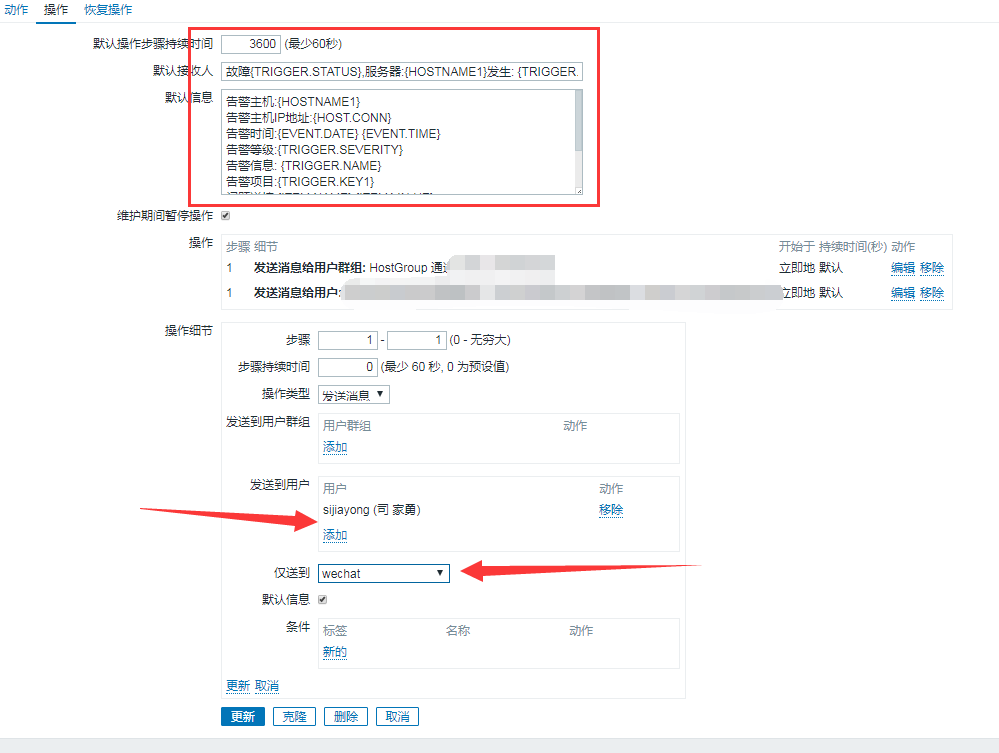 动作 操作 恢复操作
默认操作步骤持续时间 3600 (最少60秒)
默认接收人 故障{TRIGGER.STATUS},服务器:{HOSTNAME1}发生: {TRIGGER.
默认信息 告警主机:{HOSTNAME1}
告警主机IP地址:{HOST.CONN}
告警时间:{EVENT.DATE} {EVENT.TIME}
告警等级:{TRIGGER.SEVERITY}
告警信息: {TRIGGER.NAME}
告警项目:{TRIGGER.KEY1}
维护期间暂停操作
操作 步骤 细节 开始于 持续时间(秒) 动作
1 发送消息给用户群组: HostGroup 立即地 默认 编辑 移除
1 发送消息给用户: 立即地 默认 编辑 移除
操作细节
步骤 1 - 1 (0 - 无穷大)
步骤持续时间 0 (最少 60 秒, 0 为预设值)
操作类型 发送消息
发送到用户群组 用户群组 动作
添加
发送到用户 用户 动作
sijiayong (司 家勇) 移除
添加
仅送到 wechat
默认信息
条件 标签 名称 动作
新的
更新 取消
更新 克隆 删除 取消